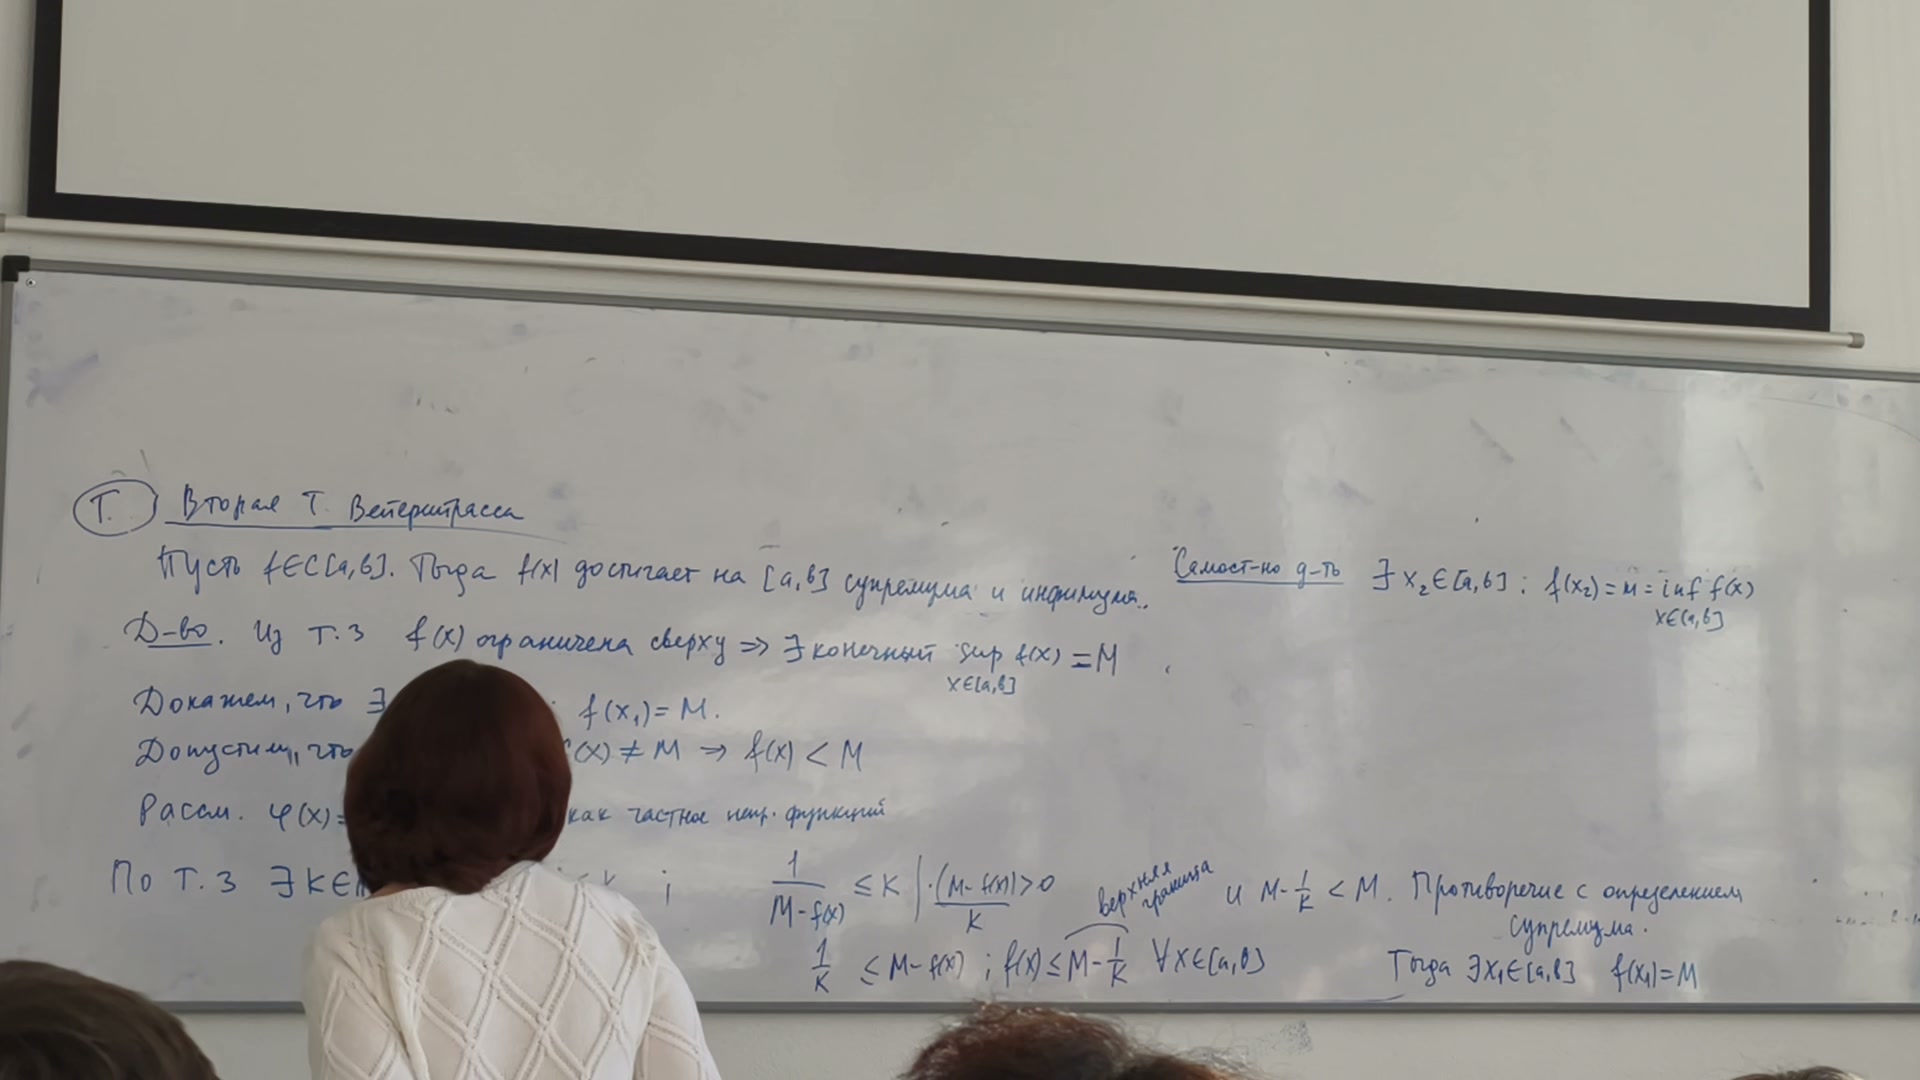 Т. Вторая Т. Вейерштрасса
Пусть f∈C[a,b]. Тогда f(x) достигает на [a,b] супремума и инфимума.
Д-во. Из Т.3 f(x) ограничена сверху ⇒ ∃ конечный sup f(x) = M
x∈[a,b]
Докажем, что ∃ : f(x₁) = M.
Допустим, что f(x) ≠ M ⇒ f(x) < M
Рассм. φ(x) = как частное непр. функций
По Т.3 ∃ K∈ ≤ K ;
1/(M-f(x)) ≤ K | ·(M-f(x))/K > 0
1/K ≤ M-f(x) ; f(x) ≤ M-1/K ∀x∈[a,b]
верхняя граница
и M-1/K < M. Противоречие с определением
супремума.
Тогда ∃x₁∈[a,b] f(x₁)=M
Самост-но д-ть ∃ x₂∈[a,b] : f(x₂) = m = inf f(x)
x∈[a,b]